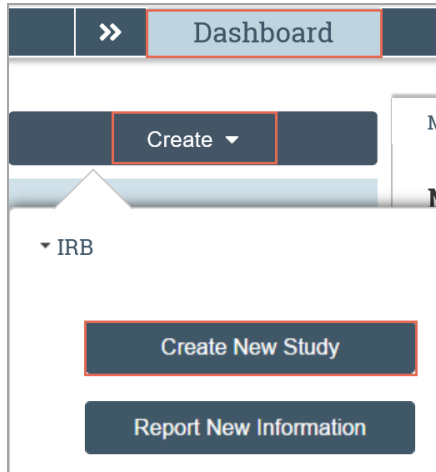 Dashboard
Create
IRB
Create New Study
Report New Information